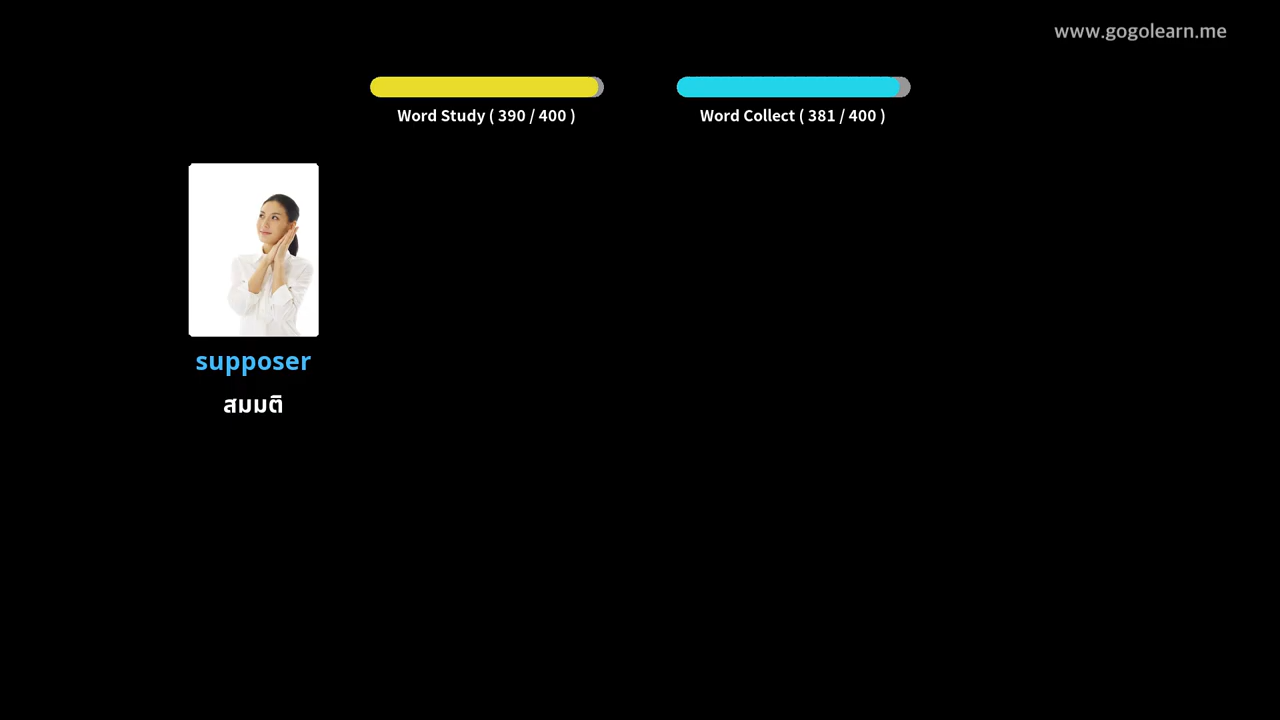 www.gogolearn.me
Word Study ( 390 / 400 )
Word Collect ( 381 / 400 )
supposer
สมมติ